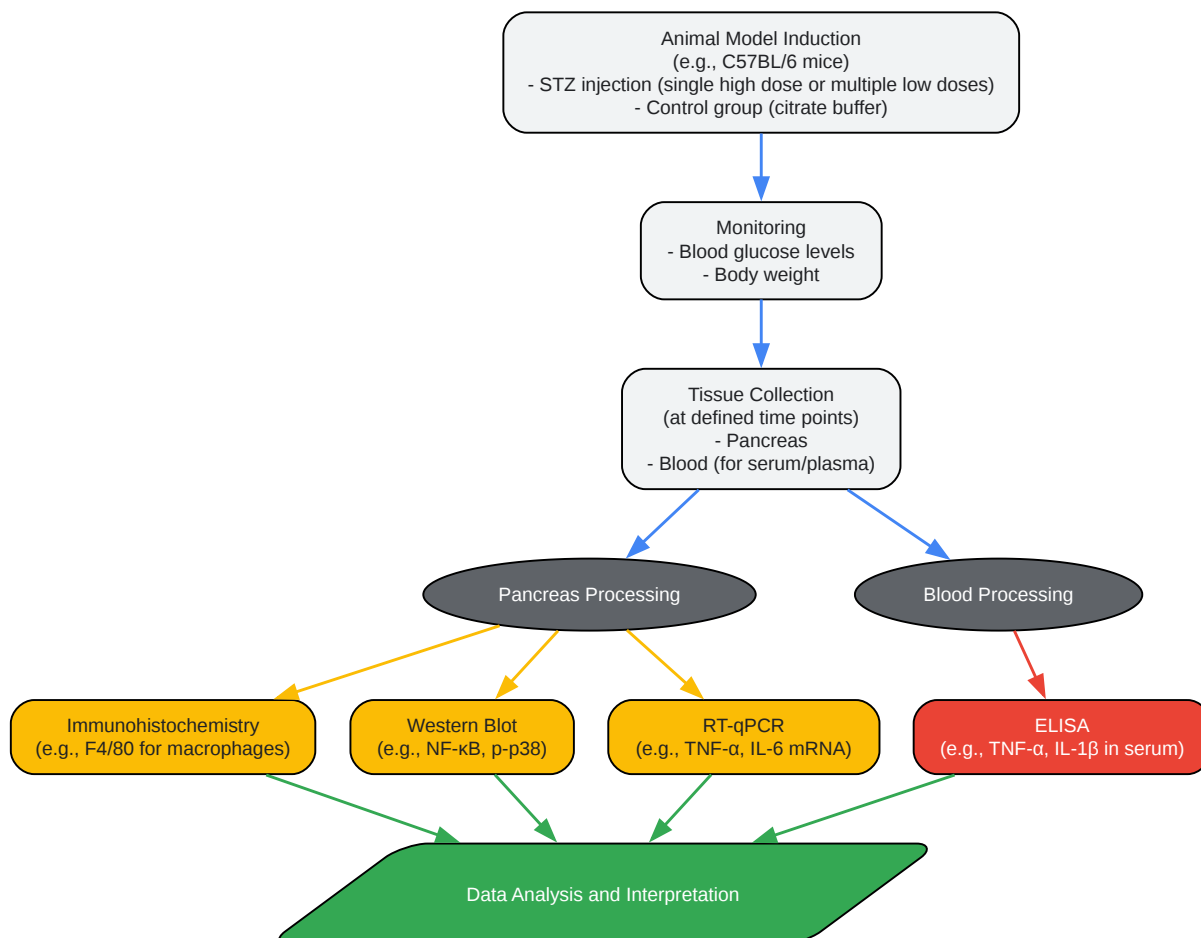 Animal Model Induction
(e.g., C57BL/6 mice)
- STZ injection (single high dose or multiple low doses)
- Control group (citrate buffer)
Monitoring
- Blood glucose levels
- Body weight
Tissue Collection
(at defined time points)
- Pancreas
- Blood (for serum/plasma)
Pancreas Processing
Blood Processing
Immunohistochemistry
(e.g., F4/80 for macrophages)
Western Blot
(e.g., NF-κB, p-p38)
RT-qPCR
(e.g., TNF-α, IL-6 mRNA)
ELISA
(e.g., TNF-α, IL-1β in serum)
Data Analysis and Interpretation